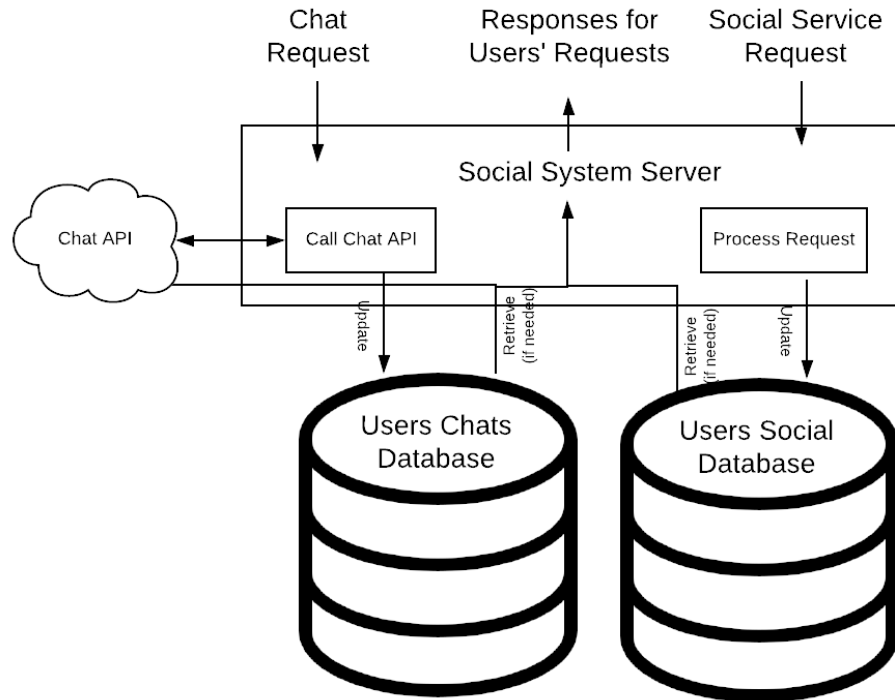 Chat
Request
Responses for
Users' Requests
Social Service
Request
Social System Server
Chat API
Call Chat API
Process Request
Update
Retrieve
(if needed)
Retrieve
(if needed)
Update
Users Chats
Database
Users Social
Database